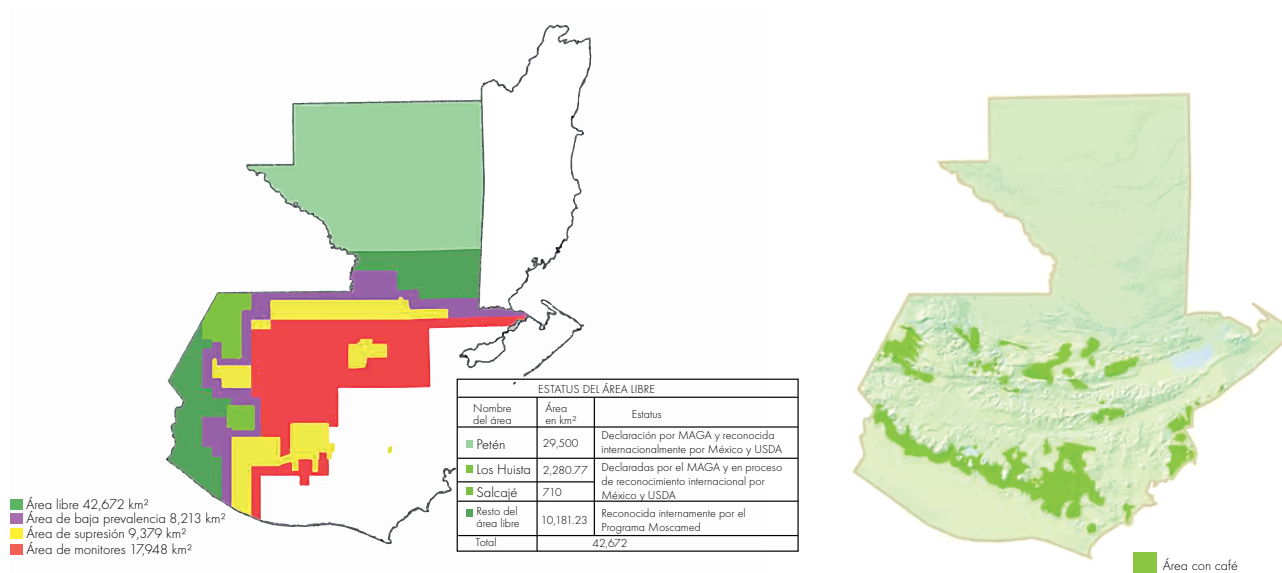 ESTATUS DEL ÁREA LIBRE
Nombre
del área
Área
en km²
Estatus
Petén
29,500
Declaración por MAGA y reconocida
internacionalmente por México y USDA
Los Huista
2,280.77
Salcajé
710
Declaradas por el MAGA y en proceso
de reconocimiento internacional por
México y USDA
Resto del
área libre
10,181.23
Reconocida internamente por el
Programa Moscamed
Total
42,672
Área libre 42,672 km²
Área de baja prevalencia 8,213 km²
Área de supresión 9,379 km²
Área de monitores 17,948 km²
Área con café